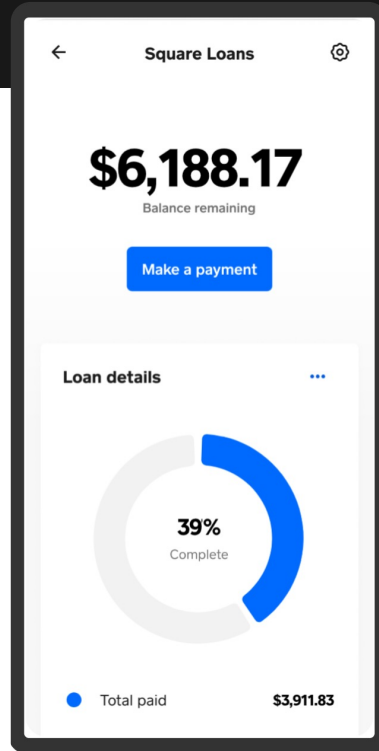 Square Loans
$6,188.17
Balance remaining
Make a payment
Loan details
39%
Complete
Total paid $3,911.83